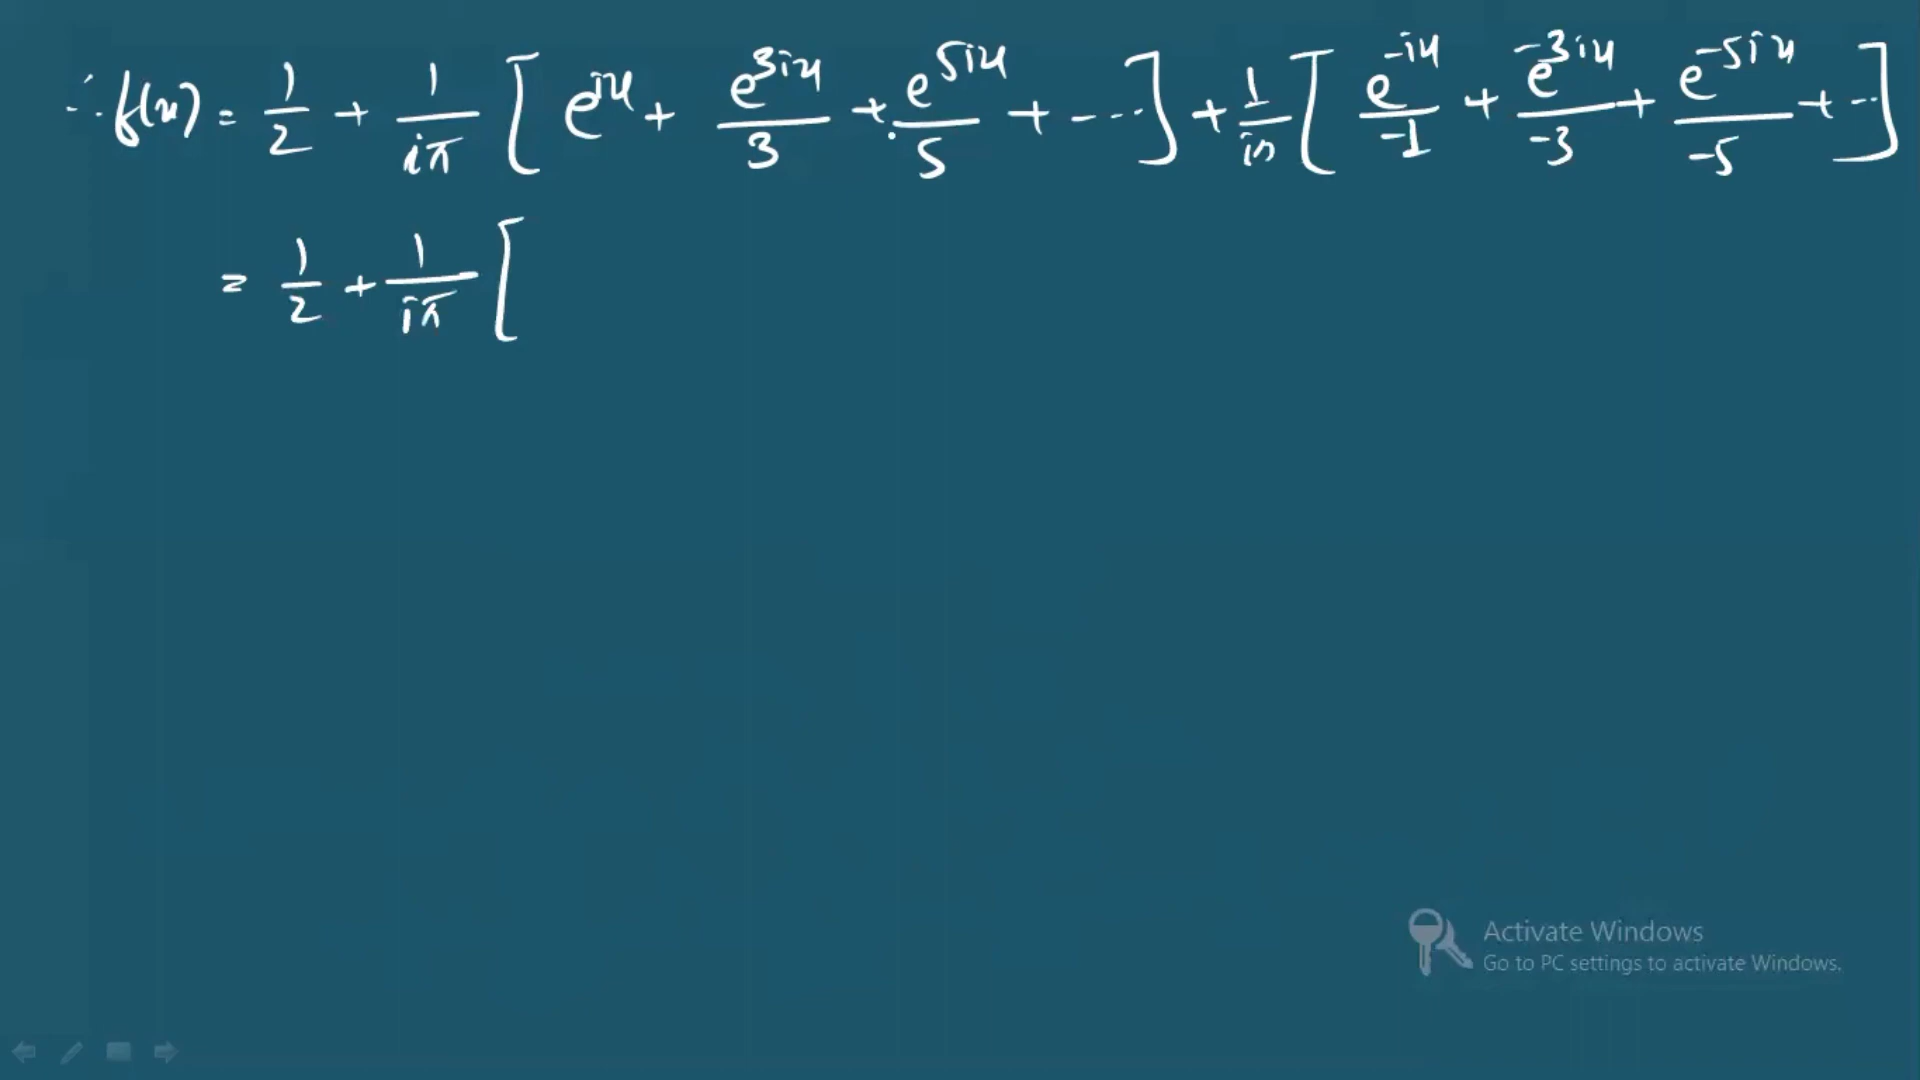 ∴ f(x) = 1/2 + 1/iπ [ e^{ix} + e^{3ix}/3 + e^{5ix}/5 + ---- ] + 1/iπ [ e^{-ix}/-1 + e^{-3ix}/-3 + e^{-5ix}/-5 + -- ]
= 1/2 + 1/iπ [
Activate Windows
Go to PC settings to activate Windows.